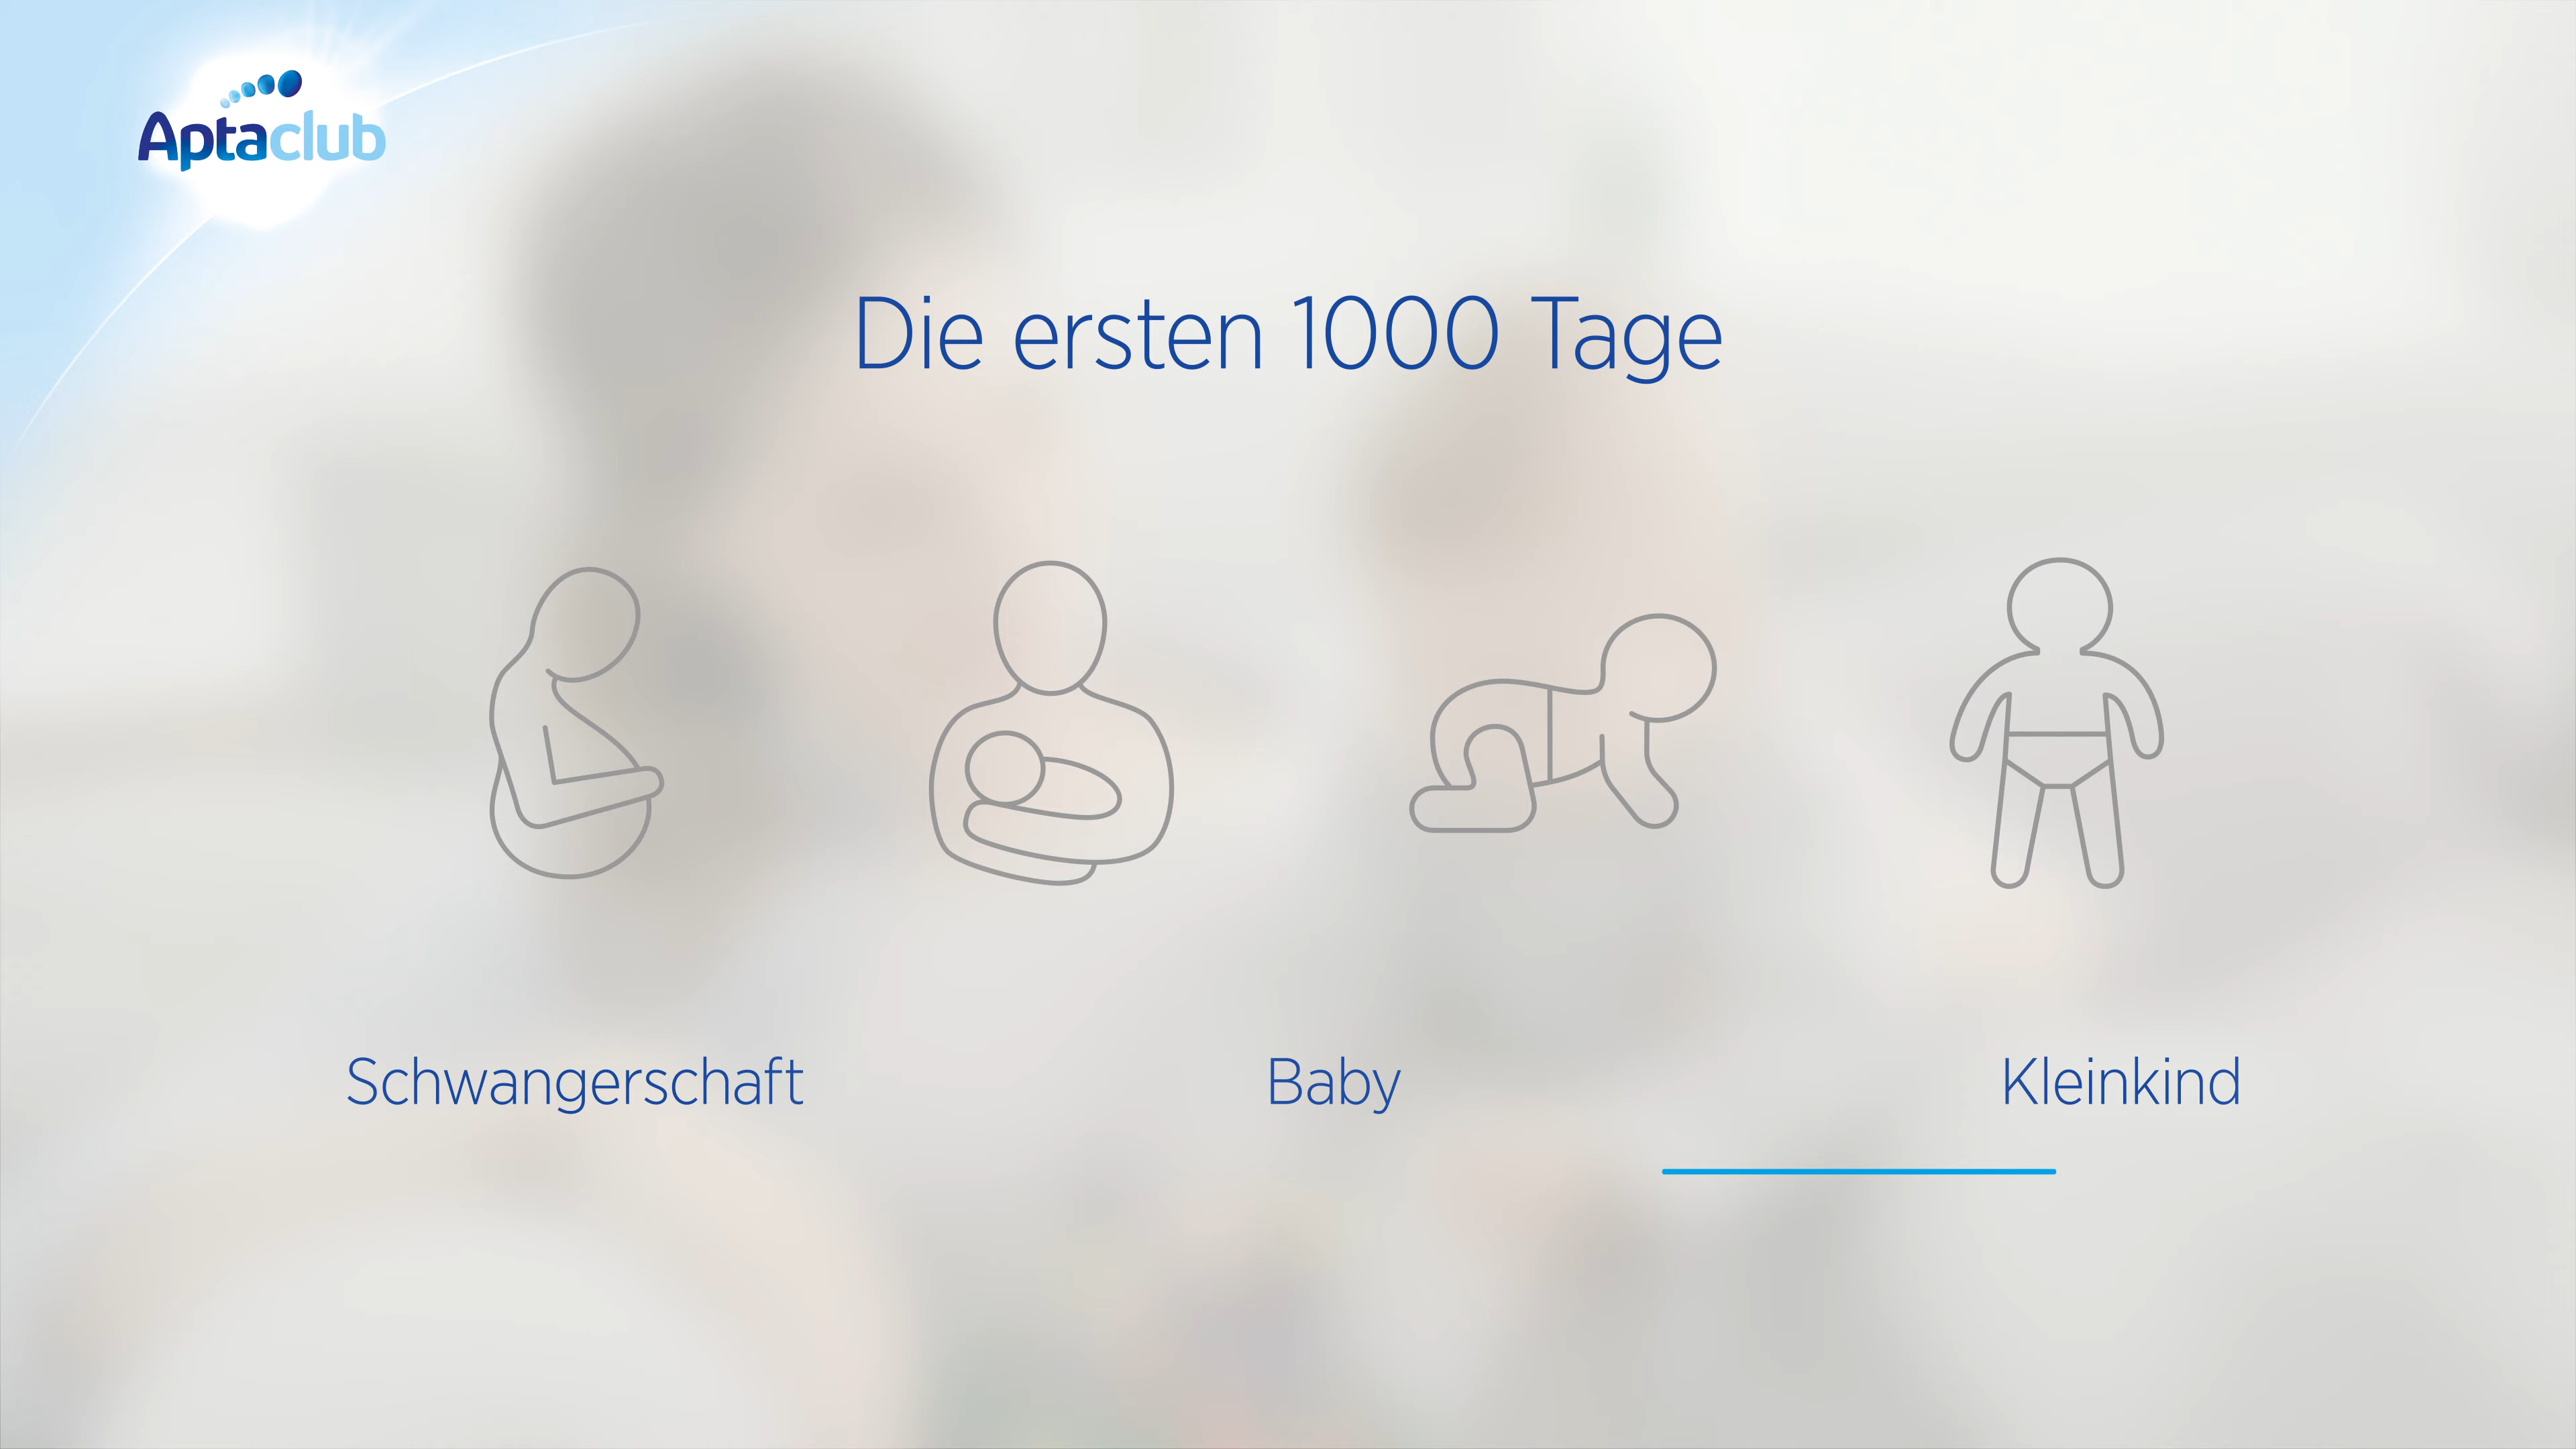 Aptaclub
Die ersten 1000 Tage
Schwangerschaft
Baby
Kleinkind